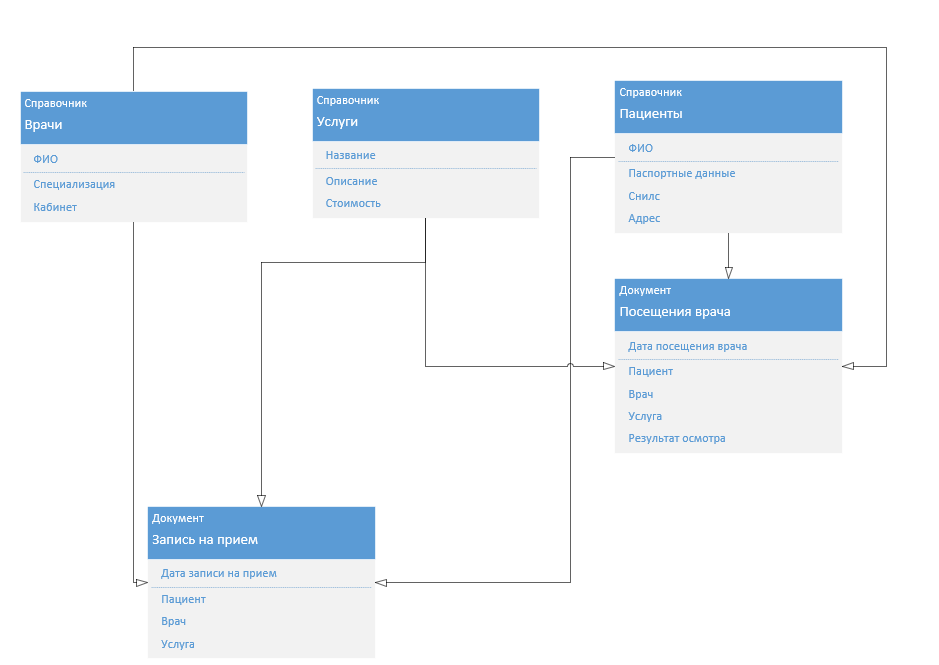 Справочник
Врачи
ФИО
Специализация
Кабинет
Справочник
Услуги
Название
Описание
Стоимость
Справочник
Пациенты
ФИО
Паспортные данные
Снилс
Адрес
Документ
Посещения врача
Дата посещения врача
Пациент
Врач
Услуга
Результат осмотра
Документ
Запись на прием
Дата записи на прием
Пациент
Врач
Услуга